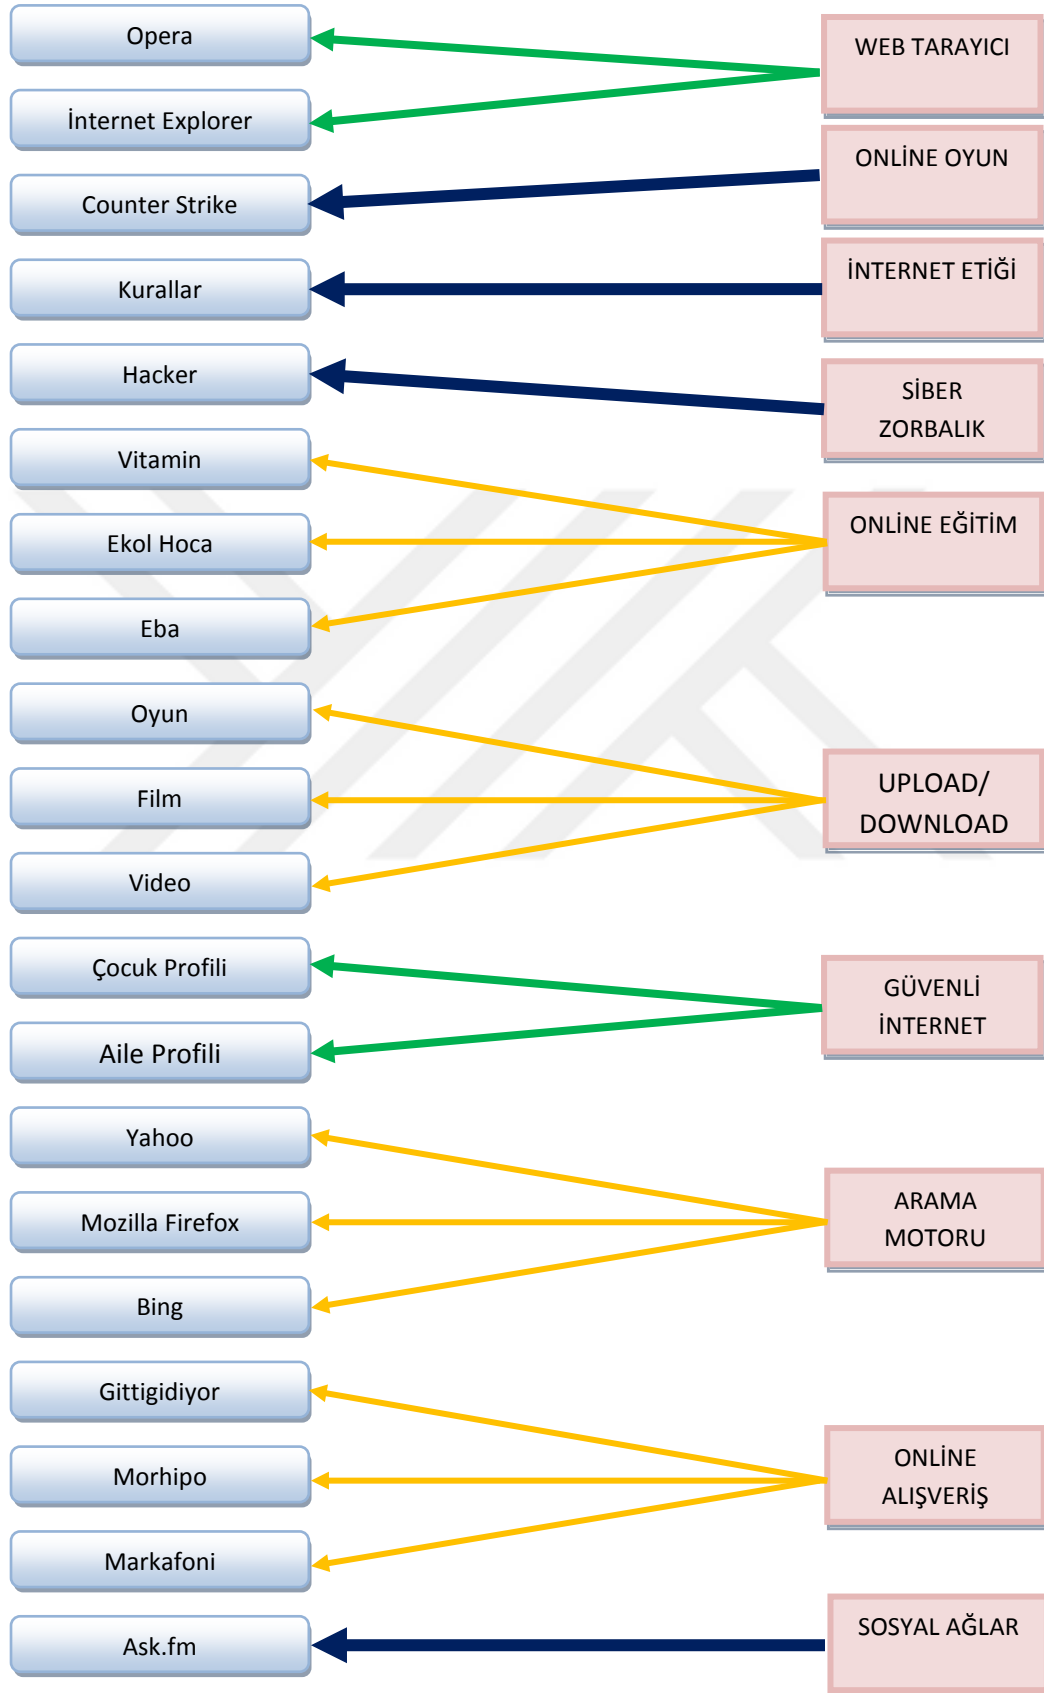 Opera
WEB TARAYICI
İnternet Explorer
ONLİNE OYUN
Counter Strike
Kurallar
İNTERNET ETİĞİ
Hacker
SİBER
ZORBALIK
Vitamin
Ekol Hoca
ONLİNE EĞİTİM
Eba
Oyun
Film
UPLOAD/
DOWNLOAD
Video
Çocuk Profili
GÜVENLİ
İNTERNET
Aile Profili
Yahoo
Mozilla Firefox
ARAMA
MOTORU
Bing
Gittigidiyor
Morhipo
ONLİNE
ALIŞVERİŞ
Markafoni
Ask.fm
SOSYAL AĞLAR